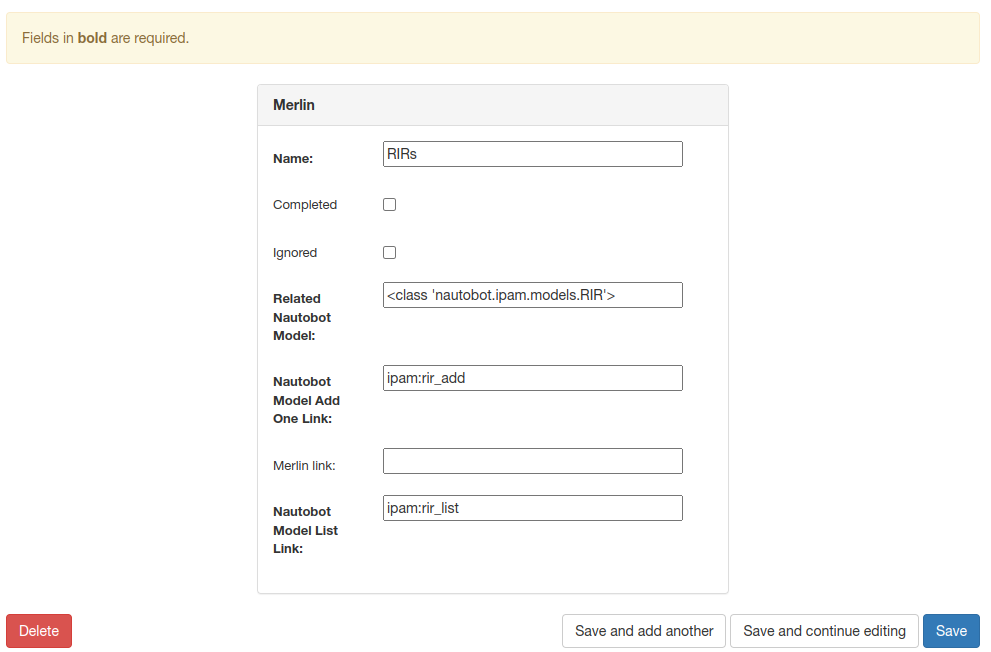 Fields in bold are required.
Merlin
Name:
RIRs
Completed
Ignored
Related
Nautobot
Model:
<class 'nautobot.ipam.models.RIR'>
Nautobot
Model Add
One Link:
ipam:rir_add
Merlin link:
Nautobot
Model List
Link:
ipam:rir_list
Delete
Save and add another
Save and continue editing
Save